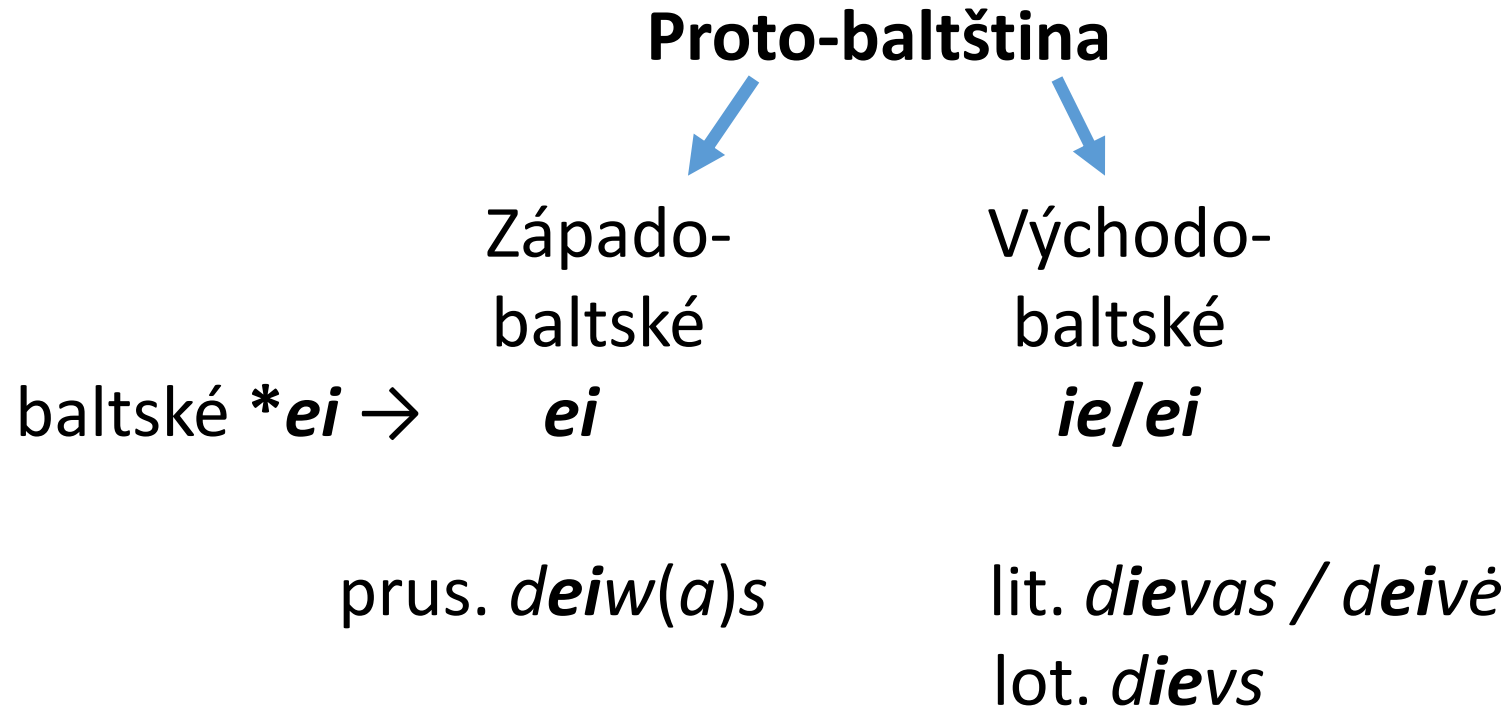 Proto-baltština
Západo- Východo-
baltské baltské
baltské *ei → ei ie/ei
prus. deiw(a)s lit. dievas / deivė
lot. dievs